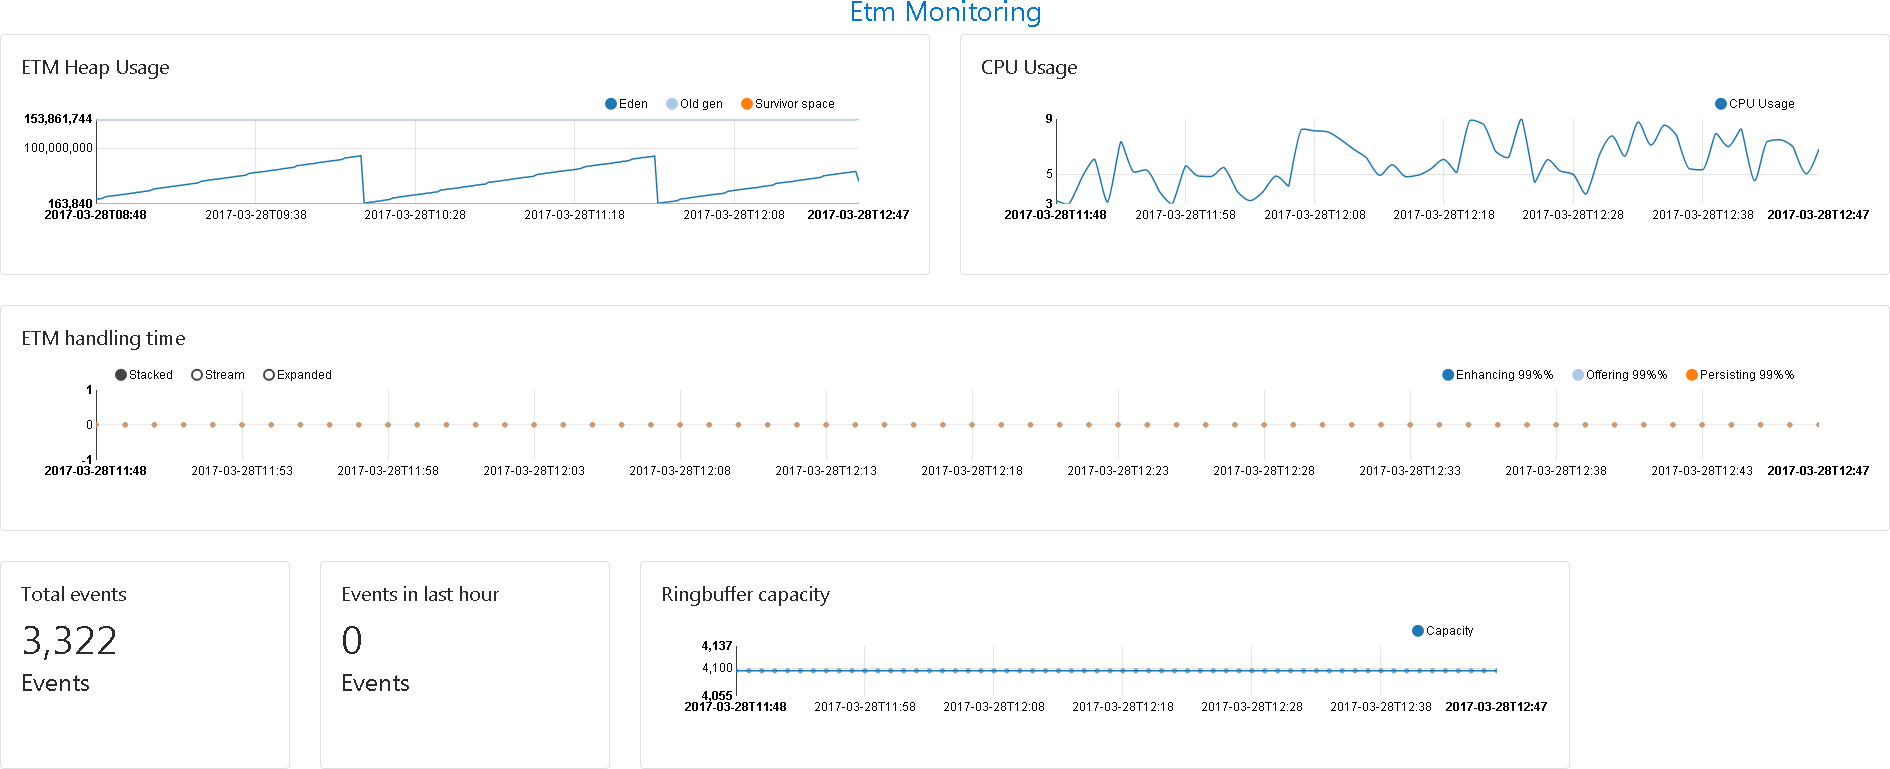 Etm Monitoring
ETM Heap Usage
Eden Old gen Survivor space
153,861,744
100,000,000
163,840
2017-03-28T08:48 2017-03-28T09:38 2017-03-28T10:28 2017-03-28T11:18 2017-03-28T12:08 2017-03-28T12:47
CPU Usage
CPU Usage
9
5
3
2017-03-28T11:48 2017-03-28T11:58 2017-03-28T12:08 2017-03-28T12:18 2017-03-28T12:28 2017-03-28T12:38 2017-03-28T12:47
ETM handling time
Stacked Stream Expanded Enhancing 99%% Offering 99%% Persisting 99%%
1
0
-1
2017-03-28T11:48 2017-03-28T11:53 2017-03-28T11:58 2017-03-28T12:03 2017-03-28T12:08 2017-03-28T12:13 2017-03-28T12:18 2017-03-28T12:23 2017-03-28T12:28 2017-03-28T12:33 2017-03-28T12:38 2017-03-28T12:43 2017-03-28T12:47
Total events
3,322
Events
Events in last hour
0
Events
Ringbuffer capacity
Capacity
4,137
4,100
4,055
2017-03-28T11:48 2017-03-28T11:58 2017-03-28T12:08 2017-03-28T12:18 2017-03-28T12:28 2017-03-28T12:38 2017-03-28T12:47